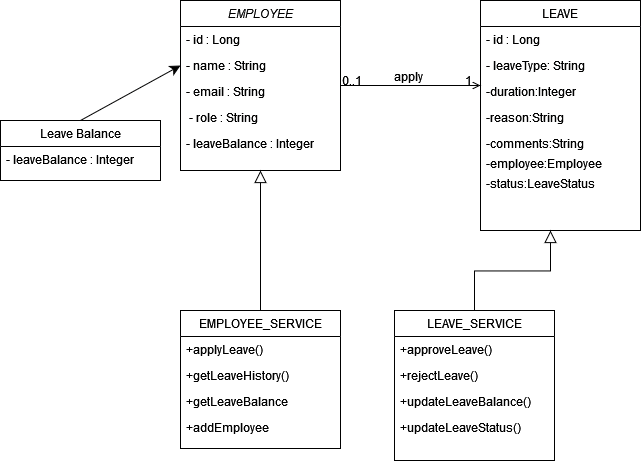 EMPLOYEE
- id : Long
- name : String
- email : String
- role : String
- leaveBalance : Integer
0..1
apply
1
LEAVE
- id : Long
- leaveType: String
-duration:Integer
-reason:String
-comments:String
-employee:Employee
-status:LeaveStatus
Leave Balance
- leaveBalance : Integer
EMPLOYEE_SERVICE
+applyLeave()
+getLeaveHistory()
+getLeaveBalance
+addEmployee
LEAVE_SERVICE
+approveLeave()
+rejectLeave()
+updateLeaveBalance()
+updateLeaveStatus()